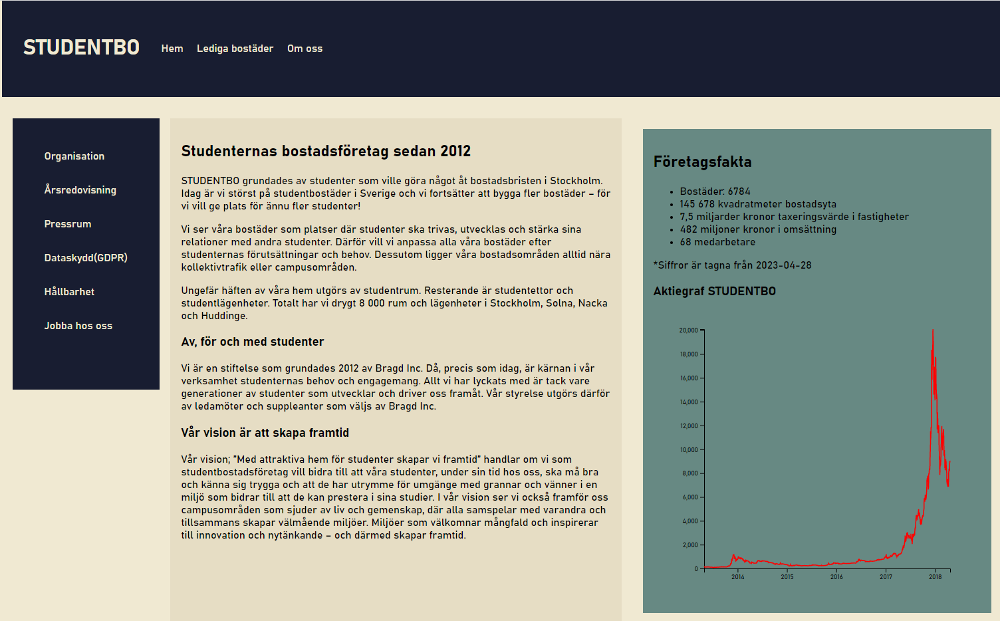 STUDENTBO
Hem Lediga bostäder Om oss
Organisation
Årsredovisning
Pressrum
Dataskydd(GDPR)
Hållbarhet
Jobba hos oss
Studenternas bostadsföretag sedan 2012
STUDENTBO grundades av studenter som ville göra något åt bostadsbristen i Stockholm.
Idag är vi störst på studentbostäder i Sverige och vi fortsätter att bygga fler bostäder – för
vi vill ge plats för ännu fler studenter!
Vi ser våra bostäder som platser där studenter ska trivas, utvecklas och stärka sina
relationer med andra studenter. Därför vill vi anpassa alla våra bostäder efter
studenternas förutsättningar och behov. Dessutom ligger våra bostadsområden alltid nära
kollektivtrafik eller campusområden.
Ungefär häften av våra hem utgörs av studentrum. Resterande är studentettor och
studentlägenheter. Totalt har vi drygt 8 000 rum och lägenheter i Stockholm, Solna, Nacka
och Huddinge.
Av, för och med studenter
Vi är en stiftelse som grundades 2012 av Bragd Inc. Då, precis som idag, är kärnan i vår
verksamhet studenternas behov och engagemang. Allt vi har lyckats med är tack vare
generationer av studenter som utvecklar och driver oss framåt. Vår styrelse utgörs därför
av ledamöter och suppleanter som väljs av Bragd Inc.
Vår vision är att skapa framtid
Vår vision; "Med attraktiva hem för studenter skapar vi framtid" handlar om vi som
studentbostadsföretag vill bidra till att våra studenter, under sin tid hos oss, ska må bra
och känna sig trygga och att de har utrymme för umgänge med grannar och vänner i en
miljö som bidrar till att de kan prestera i sina studier. I vår vision ser vi också framför oss
campusområden som sjuder av liv och gemenskap, där alla samspelar med varandra och
tillsammans skapar välmående miljöer. Miljöer som välkomnar mångfald och inspirerar
till innovation och nytänkande – och därmed skapar framtid.
Företagsfakta
• Bostäder: 6784
• 145 678 kvadratmeter bostadsyta
• 7,5 miljarder kronor taxeringsvärde i fastigheter
• 482 miljoner kronor i omsättning
• 68 medarbetare
*Siffror är tagna från 2023-04-28
Aktiegraf STUDENTBO
20,000
18,000
16,000
14,000
12,000
10,000
8,000
6,000
4,000
2,000
0
2014 2015 2016 2017 2018